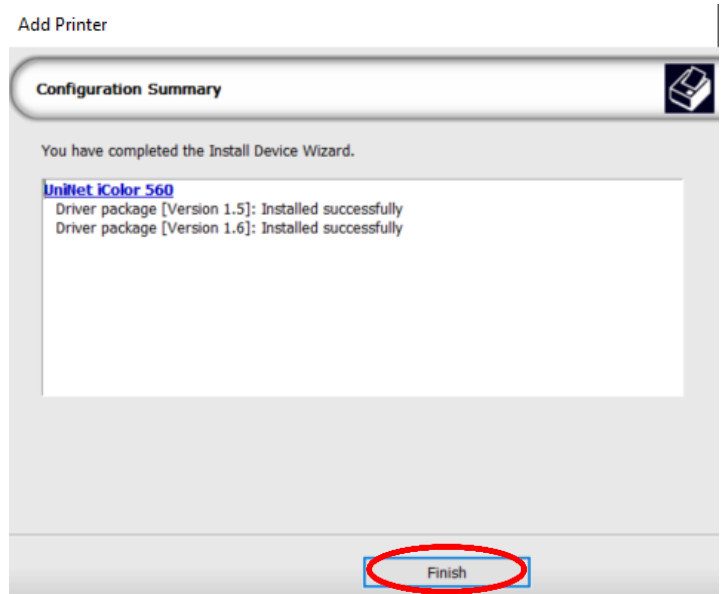 Add Printer
Configuration Summary
You have completed the Install Device Wizard.
UniNet iColor 560
Driver package [Version 1.5]: Installed successfully
Driver package [Version 1.6]: Installed successfully
Finish